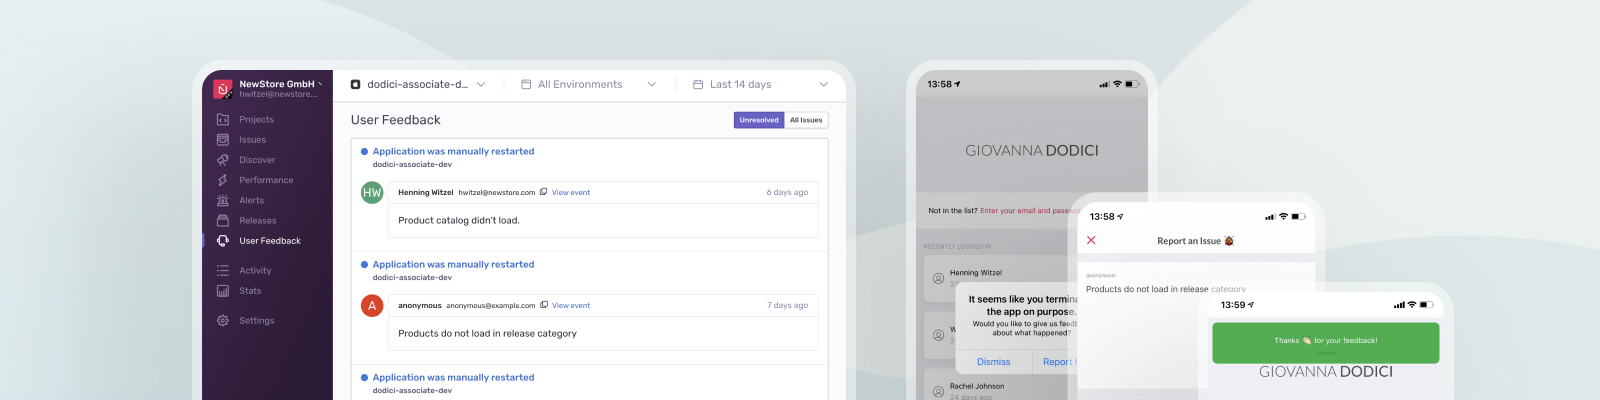 NewStore GmbH
hwitzel@newstore....
Projects
Issues
Discover
Performance
Alerts
Releases
User Feedback
Activity
Stats
Settings
dodici-associate-d...
All Environments
Last 14 days
User Feedback
Unresolved
All Issues
Application was manually restarted
dodici-associate-dev
HW
Henning Witzel hwitzel@newstore.com View event
6 days ago
Product catalog didn't load.
Application was manually restarted
dodici-associate-dev
A
anonymous anonymous@example.com View event
7 days ago
Products do not load in release category
Application was manually restarted
dodici-associate-dev
13:58
GIOVANNA DODICI
Not in the list? Enter your email and passwo
RECENTLY LOGGED IN
Henning Witzel
It seems like you termina
the app on purpose.
Would you like to give us feedb
about what happened?
Dismiss
Report
Rachel Johnson
24 days ago
13:58
Report an Issue 🐞
anonymous
Products do not load in release category
13:59
Thanks 👏🏻 for your feedback!
GIOVANNA DODICI